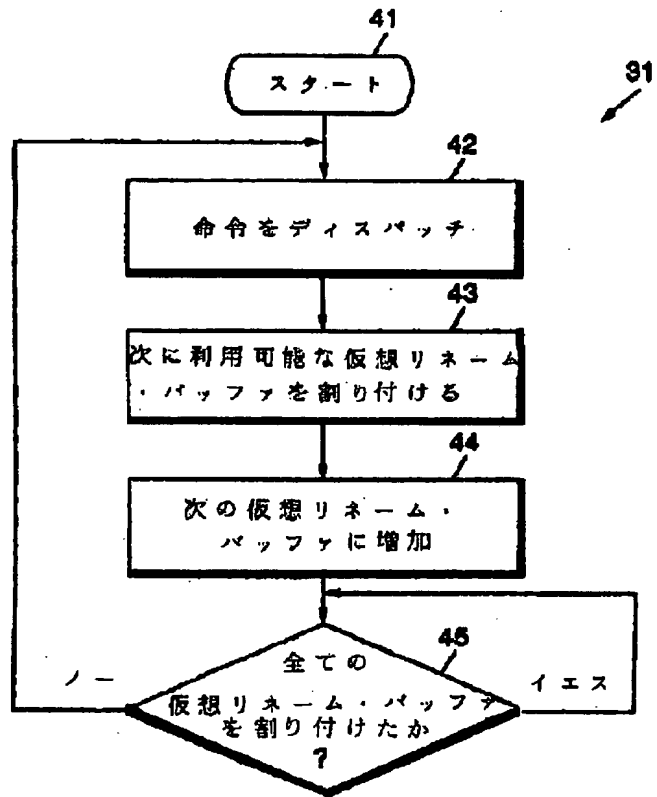 41
スタート
31
42
命令をディスパッチ
43
次に利用可能な仮想リネーム
・バッファを割り付ける
44
次の仮想リネーム・
バッファに増加
45
全ての
ノー
イエス
仮想リネーム・バッファ
を割り付けたか
?